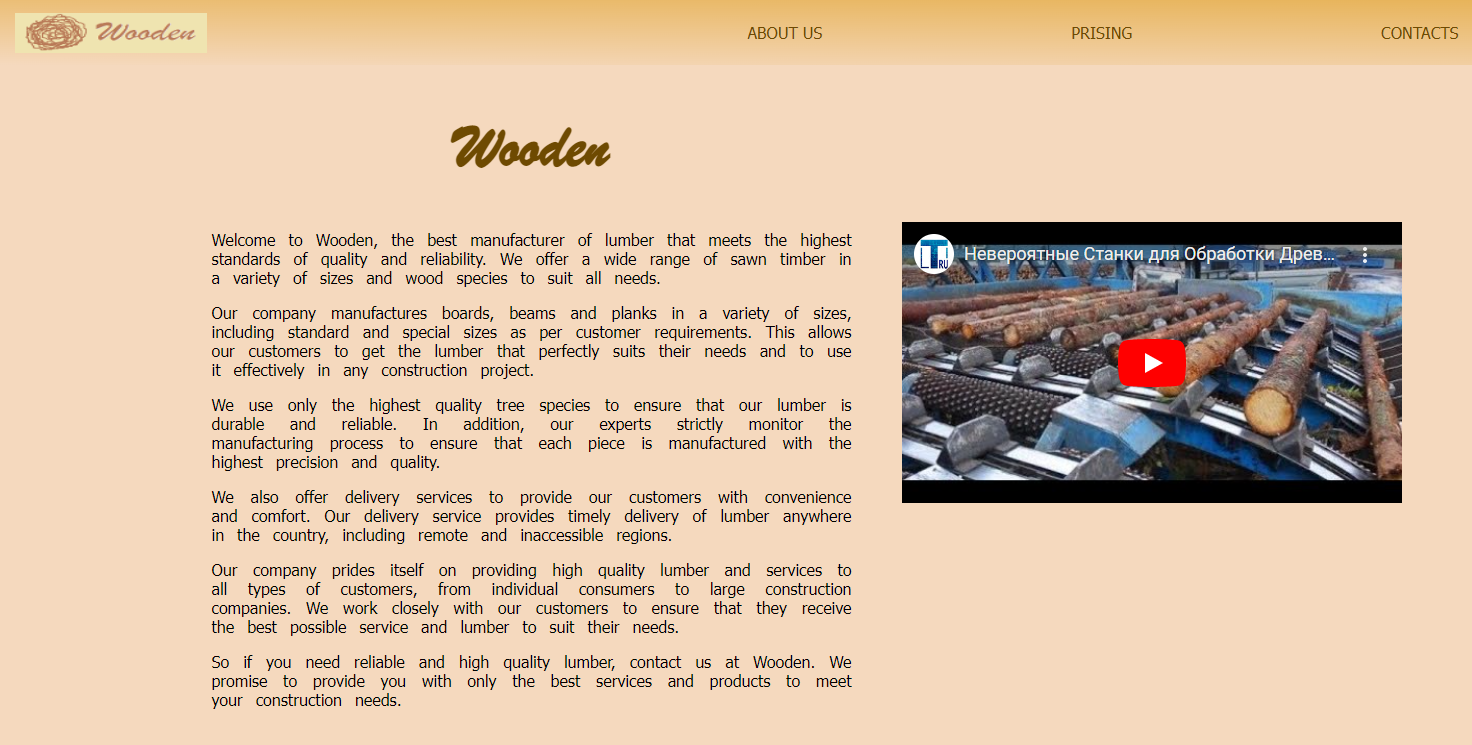 Wooden
ABOUT US
PRISING
CONTACTS
Wooden
Welcome to Wooden, the best manufacturer of lumber that meets the highest
standards of quality and reliability. We offer a wide range of sawn timber in
a variety of sizes and wood species to suit all needs.
Our company manufactures boards, beams and planks in a variety of sizes,
including standard and special sizes as per customer requirements. This allows
our customers to get the lumber that perfectly suits their needs and to use
it effectively in any construction project.
We use only the highest quality tree species to ensure that our lumber is
durable and reliable. In addition, our experts strictly monitor the
manufacturing process to ensure that each piece is manufactured with the
highest precision and quality.
We also offer delivery services to provide our customers with convenience
and comfort. Our delivery service provides timely delivery of lumber anywhere
in the country, including remote and inaccessible regions.
Our company prides itself on providing high quality lumber and services to
all types of customers, from individual consumers to large construction
companies. We work closely with our customers to ensure that they receive
the best possible service and lumber to suit their needs.
So if you need reliable and high quality lumber, contact us at Wooden. We
promise to provide you with only the best services and products to meet
your construction needs.
Невероятные Станки для Обработки Древ...
RU